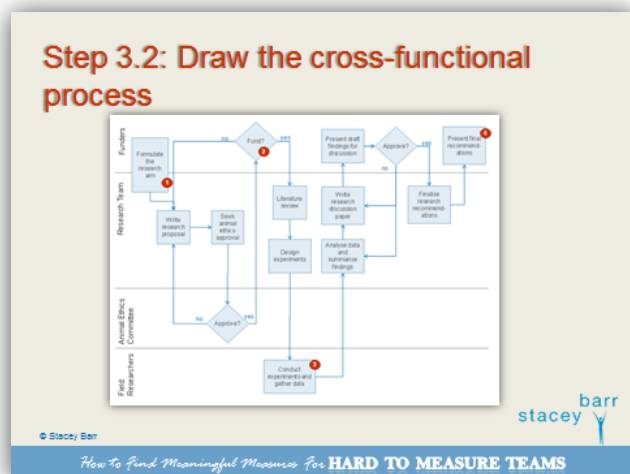 Step 3.2: Draw the cross-functional
process
Funders
Formulate
the
research
aim
1
no
Fund?
yes
2
Present draft
findings for
discussion
Approve?
yes
no
Present final
recommend-
ations
4
Research Team
Write
research
proposal
Seek
animal
ethics
approval
Literature
review
Design
experiments
Write
research
discussion
paper
Analyse data
and
summarise
findings
Finalise
research
recommend-
ations
Animal Ethics
Committee
no
Approve?
yes
Field
Researchers
Conduct
experiments and
gather data
3
© Stacey Barr
stacey barr
How to Find Meaningful Measures For HARD TO MEASURE TEAMS